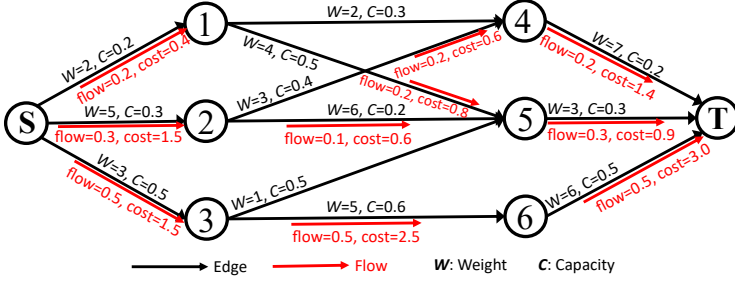 1
W=2, C=0.3
4
W=2, C=0.2
flow=0.2, cost=0.4
W=4, C=0.5
flow=0.2, cost=0.6
W=7, C=0.2
flow=0.2, cost=1.4
W=3, C=0.4
flow=0.2, cost=0.8
S
W=5, C=0.3
flow=0.3, cost=1.5
2
W=6, C=0.2
flow=0.1, cost=0.6
5
W=3, C=0.3
flow=0.3, cost=0.9
T
W=3, C=0.5
flow=0.5, cost=1.5
W=1, C=0.5
W=6, C=0.5
flow=0.5, cost=3.0
3
W=5, C=0.6
flow=0.5, cost=2.5
6
Edge
Flow
W: Weight
C: Capacity